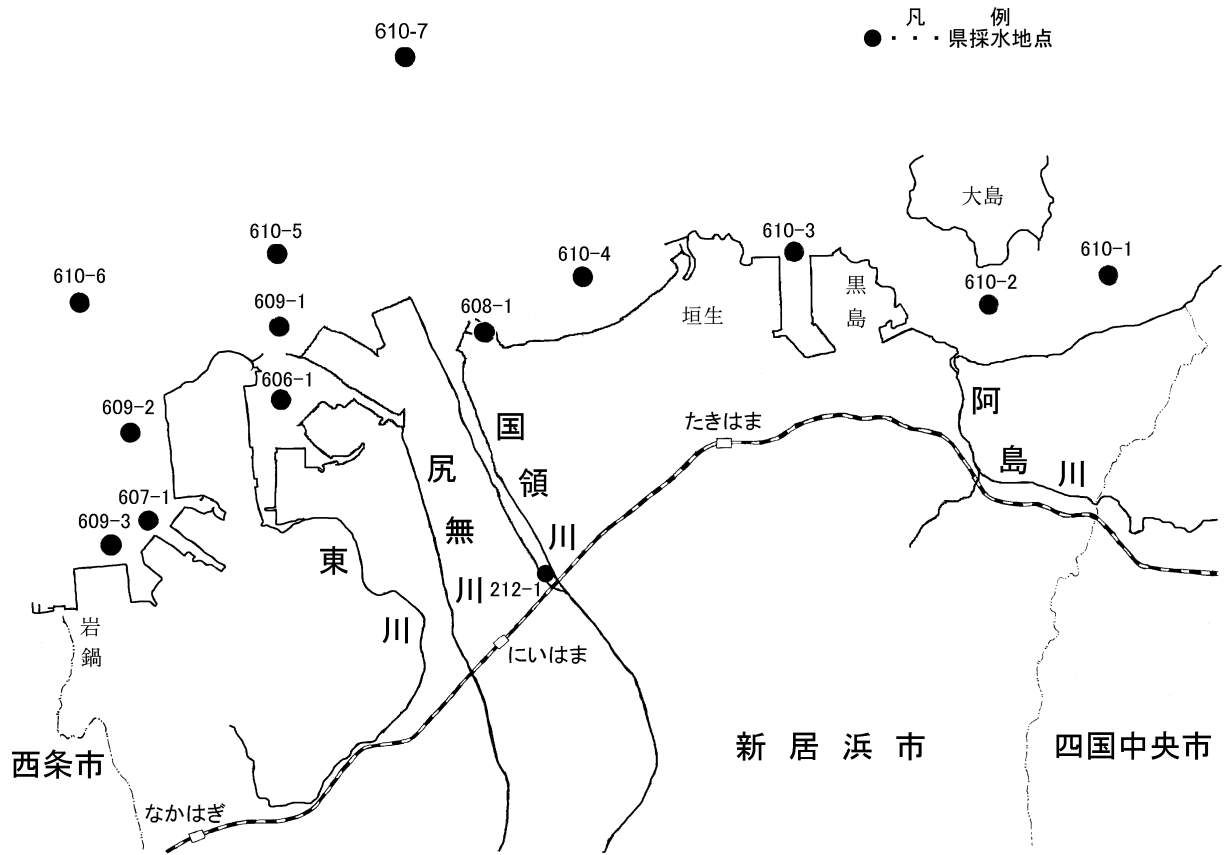 凡例
●・・・県採水地点
610-7
大島
610-5
610-3
610-4
610-1
610-6
610-2
黒島
609-1
608-1
垣生
606-1
阿島川
609-2
国領川
たきはま
尻無川
607-1
609-3
東川
212-1
岩鍋
にいはま
新居浜市
四国中央市
西条市
なかはぎ